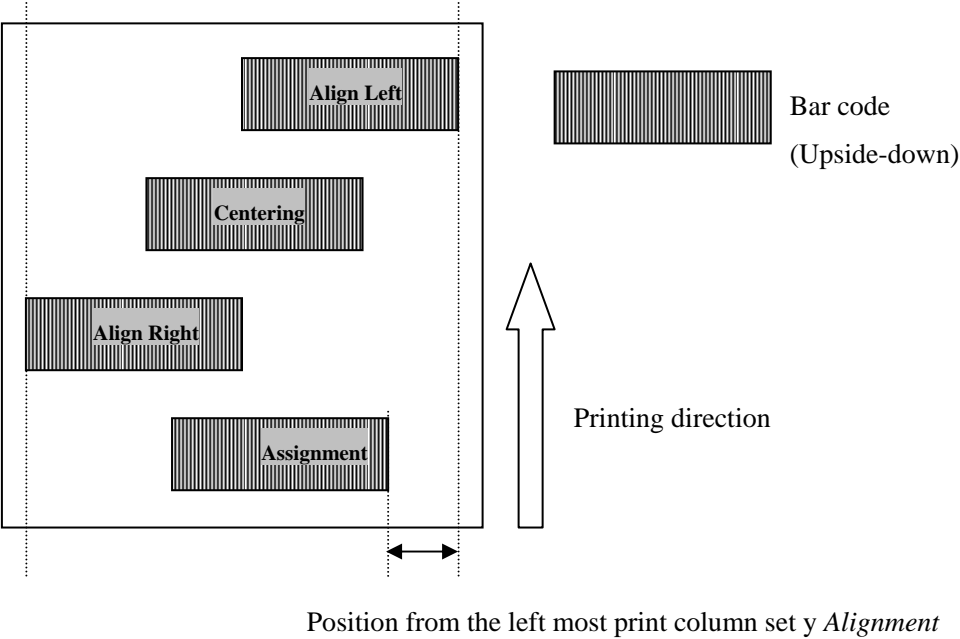 Align Left
Bar code
(Upside-down)
Centering
Align Right
Printing direction
Assignment
Position from the left most print column set y Alignment